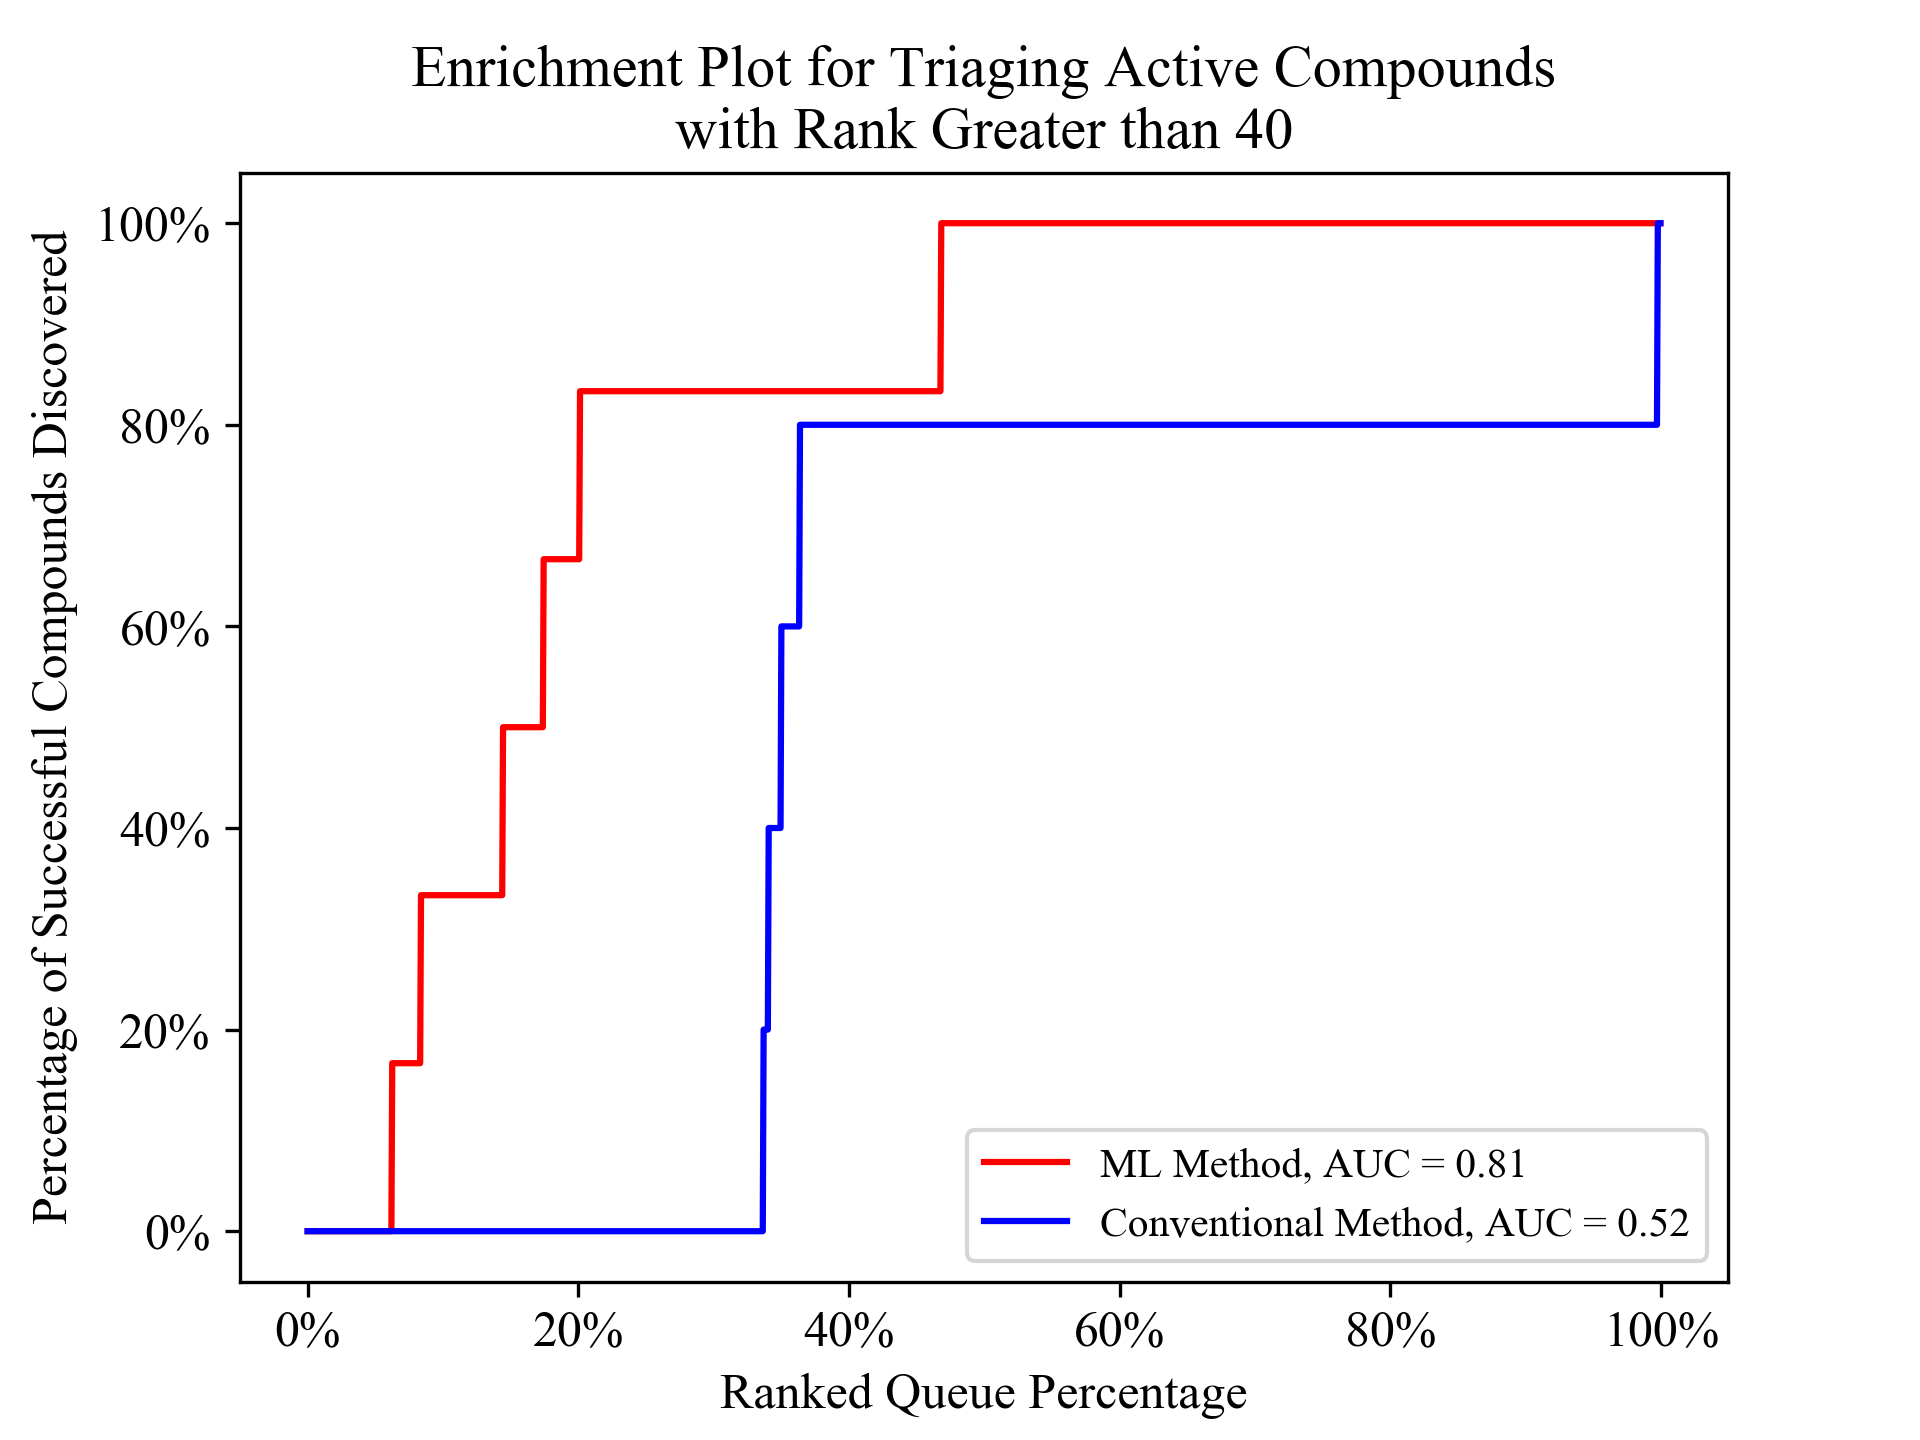 Enrichment Plot for Triaging Active Compounds
with Rank Greater than 40
Percentage of Successful Compounds Discovered
100%
80%
60%
40%
20%
0%
ML Method, AUC = 0.81
Conventional Method, AUC = 0.52
0% 20% 40% 60% 80% 100%
Ranked Queue Percentage